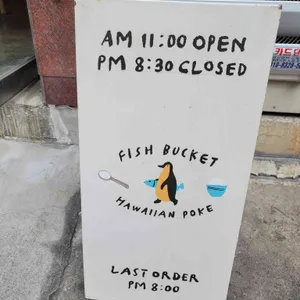 AM 11:00 OPEN
PM 8:30 CLOSED
FISH BUCKET
HAWAIIAN POKE
LAST ORDER
PM 8:00